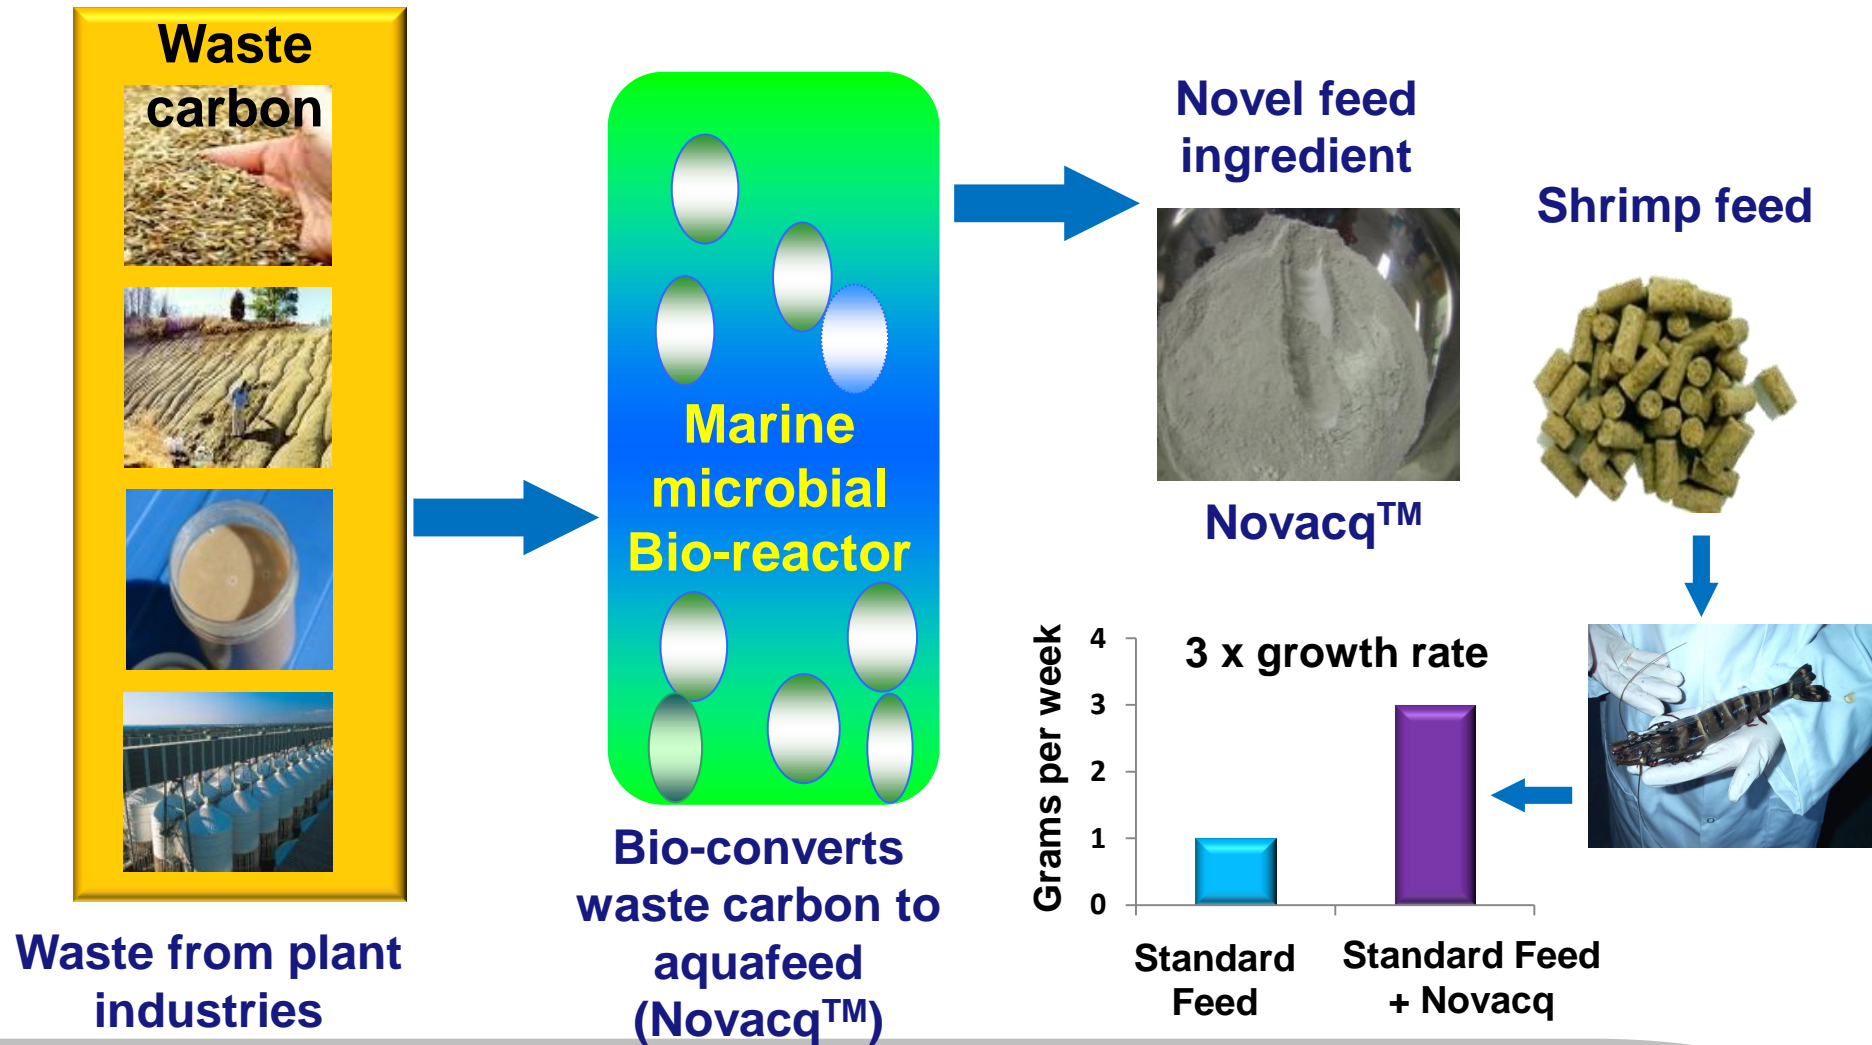 Waste
carbon
Waste from plant
industries
Marine
microbial
Bio-reactor
Bio-converts
waste carbon to
aquafeed
(Novacq™)
Novel feed
ingredient
Novacq™
Shrimp feed
3 x growth rate
Grams per week
4
3
2
1
0
Standard
Feed
Standard Feed
+ Novacq